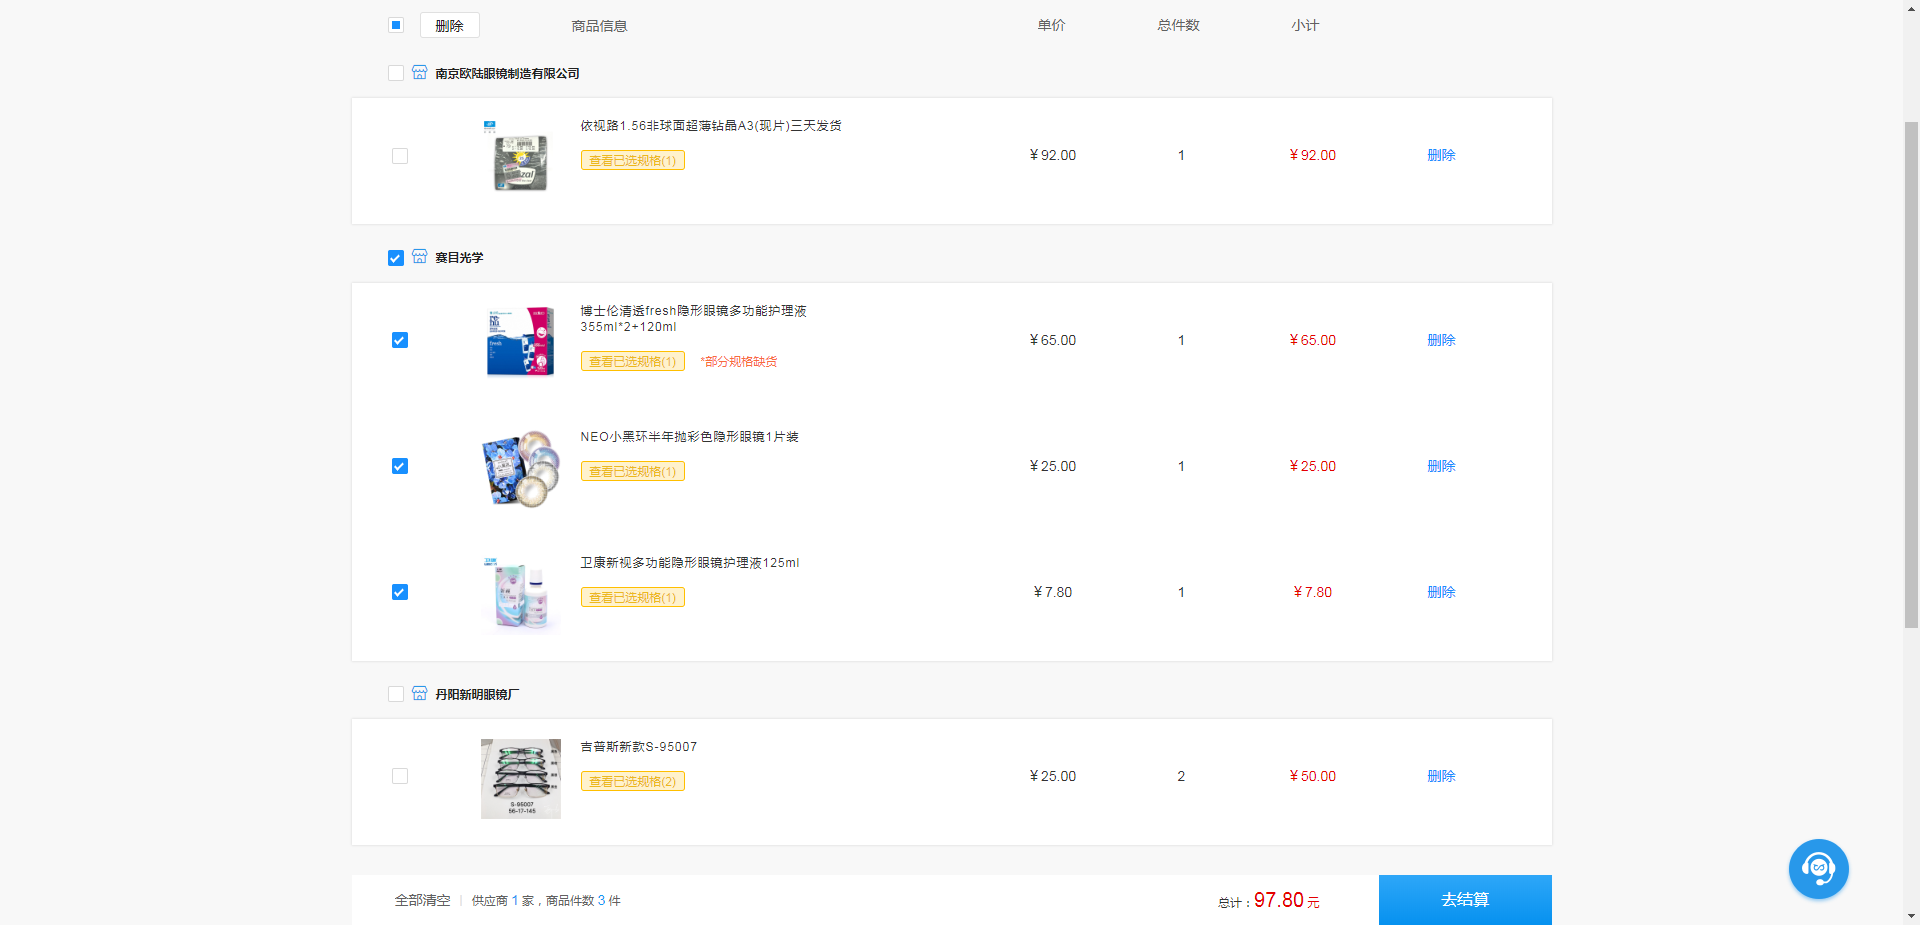 删除 商品信息 单价 总件数 小计
南京欧陆眼镜制造有限公司
依视路1.56非球面超薄钻晶A3(现片)三天发货
查看已选规格(1)
￥92.00 1 ￥92.00 删除
赛目光学
博士伦清透fresh隐形眼镜多功能护理液
355ml*2+120ml
查看已选规格(1) *部分规格缺货
￥65.00 1 ￥65.00 删除
NEO小黑环半年抛彩色隐形眼镜1片装
查看已选规格(1)
￥25.00 1 ￥25.00 删除
卫康新视多功能隐形眼镜护理液125ml
查看已选规格(1)
￥7.80 1 ￥7.80 删除
丹阳新明眼镜厂
吉普斯新款S-95007
查看已选规格(2)
￥25.00 2 ￥50.00 删除
S-95007
56-17-145
全部清空 供应商 1 家，商品件数 3 件 总计：97.80 元 去结算